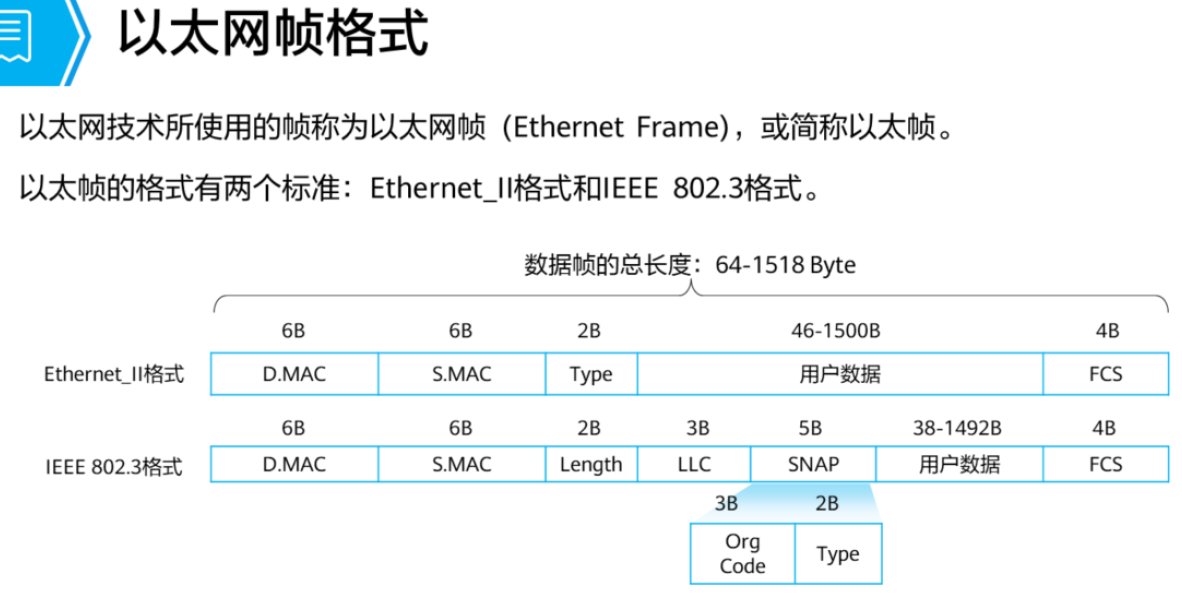 以太网帧格式
以太网技术所使用的帧称为以太网� (Ethernet Frame)，或简称以太帧。
以太帧的格式有两个标准：Ethernet_II格式和IEEE 802.3格式。
数据帧的总长度：64-1518 Byte
6B 6B 2B 46-1500B 4B
Ethernet_II格式 D.MAC S.MAC Type 用户数据 FCS
6B 6B 2B 3B 5B 38-1492B 4B
IEEE 802.3格式 D.MAC S.MAC Length LLC SNAP 用户数据 FCS
3B 2B
Org
Code
Type